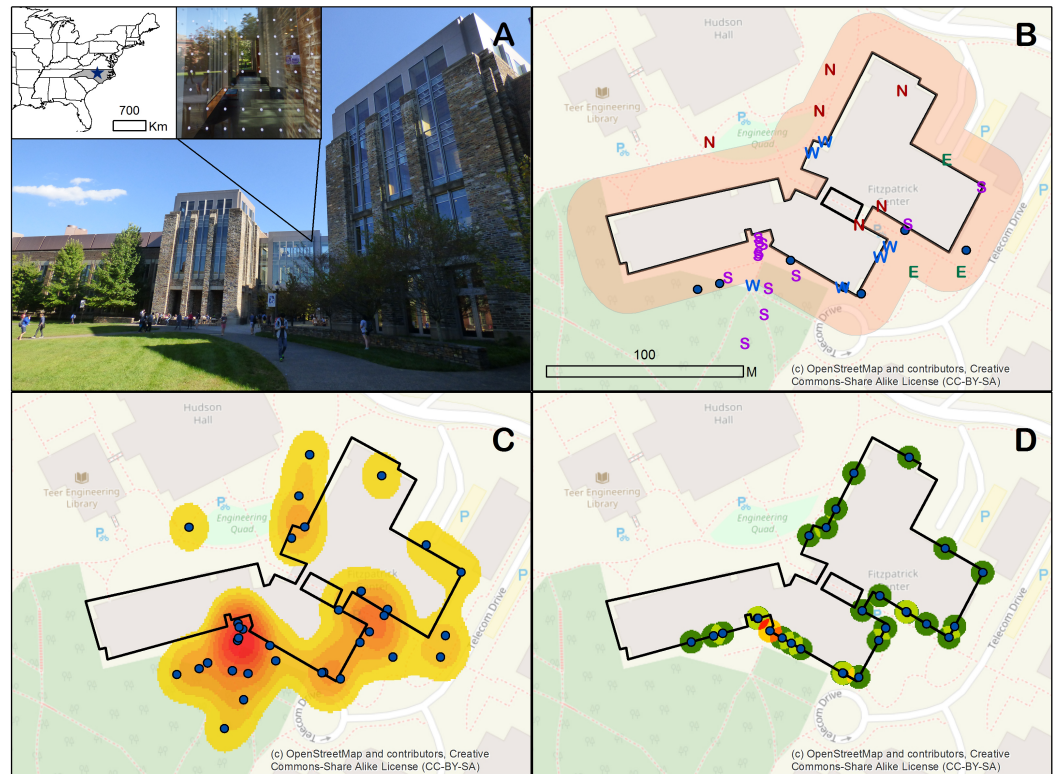 A
700
Km
B
Hudson
Hall
Teer Engineering
Library
P
P
Engineering
Quad.
P
P
Fitzpatrick
enter
P
Telecom Drive
Telecom Drive
N
N
N
N
N
N
W
W
W
W
W
W
E
E
E
S
S
S
S
S
S
S
100
M
(c) OpenStreetMap and contributors, Creative
Commons-Share Alike License (CC-BY-SA)
C
Hudson
Hall
Teer Engineering
Library
P
P
Engineering
Quad.
P
P
Telecom Drive
(c) OpenStreetMap and contributors, Creative
Commons-Share Alike License (CC-BY-SA)
D
Hudson
Hall
Teer Engineering
Library
P
P
Engineering
Quad.
P
P
Fitzpatrick
Center
Telecom Drive
Telecom Drive
(c) OpenStreetMap and contributors, Creative
Commons-Share Alike License (CC-BY-SA)